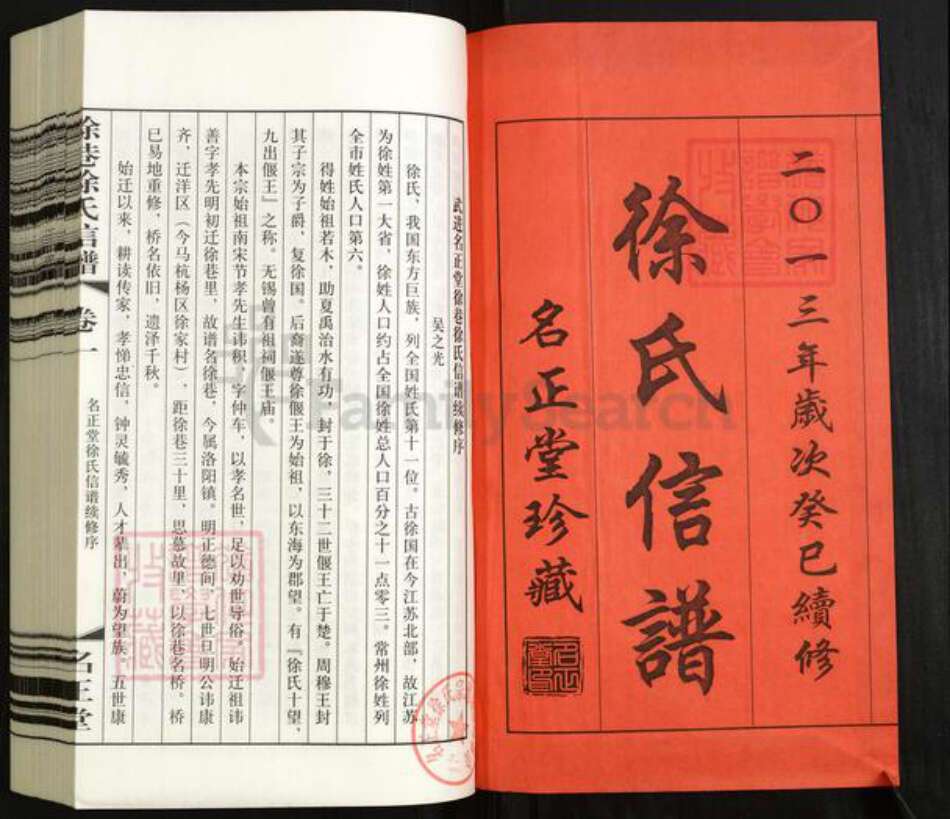 二〇一三年歲次癸巳續修
徐氏信譜
名正堂珍藏
武进名正堂徐巷徐氏信谱续修序
吴之光
徐氏，我国东方巨族，列全国姓氏第十一位。古徐国在今江苏北部，故江苏
为徐姓第一大省，徐姓人口约占全国徐姓总人口百分之十一点零三。常州徐姓列
全市姓氏人口第六。
得姓始祖若木，助夏禹治水有功，封于徐，三十二世偃王亡于楚。周穆王封
其子宗为子爵，复徐国。后裔遂尊徐偃王为始祖，以东海为郡望。有『徐氏十望，
九出偃王』之称。无锡曾有祖祠偃王庙。
本宗始祖南宋节孝先生讳积，字仲车，以孝名世，足以劝世导俗。始迁祖讳
善字孝先明初迁徐巷里，故谱名徐巷，今属洛阳镇。明正德间，七世旦明公讳康
齐，迁洋区（今马杭杨区徐家村），距徐巷三十里，思慕故里，以徐巷名桥。桥
已易地重修，桥名依旧，遗泽千秋。
始迁以来，耕读传家，孝悌忠信，钟灵毓秀，人才辈出，蔚为望族。五世康
徐巷徐氏信谱
卷一
名正堂徐氏信谱续修序
名正堂
FamilySearch